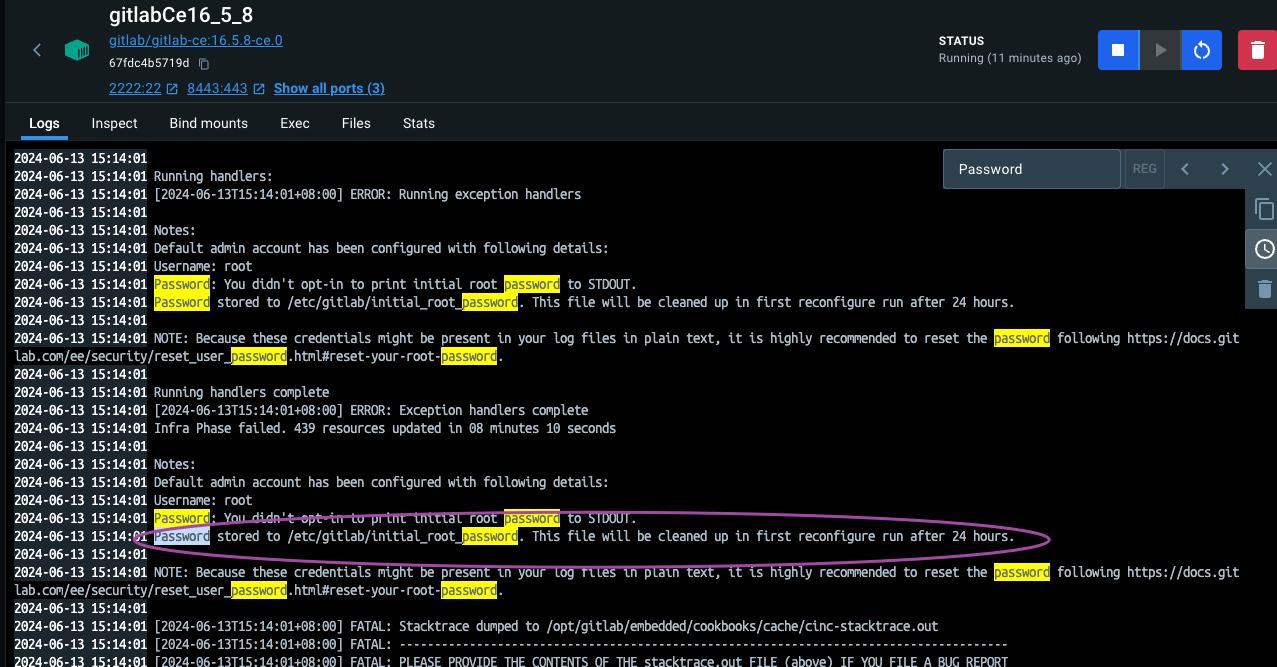 gitlabCe16_5_8
gitlab/gitlab-ce:16.5.8-ce.0
67fdc4b5719d
2222:22 8443:443 Show all ports (3)
STATUS
Running (11 minutes ago)
Logs Inspect Bind mounts Exec Files Stats
Password REG
2024-06-13 15:14:01
2024-06-13 15:14:01 Running handlers:
2024-06-13 15:14:01 [2024-06-13T15:14:01+08:00] ERROR: Running exception handlers
2024-06-13 15:14:01
2024-06-13 15:14:01 Notes:
2024-06-13 15:14:01 Default admin account has been configured with following details:
2024-06-13 15:14:01 Username: root
2024-06-13 15:14:01 Password: You didn't opt-in to print initial root password to STDOUT.
2024-06-13 15:14:01 Password stored to /etc/gitlab/initial_root_password. This file will be cleaned up in first reconfigure run after 24 hours.
2024-06-13 15:14:01
2024-06-13 15:14:01 NOTE: Because these credentials might be present in your log files in plain text, it is highly recommended to reset the password following https://docs.git
lab.com/ee/security/reset_user_password.html#reset-your-root-password.
2024-06-13 15:14:01
2024-06-13 15:14:01 Running handlers complete
2024-06-13 15:14:01 [2024-06-13T15:14:01+08:00] ERROR: Exception handlers complete
2024-06-13 15:14:01 Infra Phase failed. 439 resources updated in 08 minutes 10 seconds
2024-06-13 15:14:01
2024-06-13 15:14:01 Notes:
2024-06-13 15:14:01 Default admin account has been configured with following details:
2024-06-13 15:14:01 Username: root
2024-06-13 15:14:01 Password: You didn't opt-in to print initial root password to STDOUT.
2024-06-13 15:14:01 Password stored to /etc/gitlab/initial_root_password. This file will be cleaned up in first reconfigure run after 24 hours.
2024-06-13 15:14:01
2024-06-13 15:14:01 NOTE: Because these credentials might be present in your log files in plain text, it is highly recommended to reset the password following https://docs.git
lab.com/ee/security/reset_user_password.html#reset-your-root-password.
2024-06-13 15:14:01
2024-06-13 15:14:01 [2024-06-13T15:14:01+08:00] FATAL: Stacktrace dumped to /opt/gitlab/embedded/cookbooks/cache/cinc-stacktrace.out
2024-06-13 15:14:01 [2024-06-13T15:14:01+08:00] FATAL: ---------------------------------------------------------------------------------------
2024-06-13 15:14:01 [2024-06-13T15:14:01+08:00] FATAL: PLEASE PROVIDE THE CONTENTS OF THE stacktrace.out FILE (above) IF YOU FILE A BUG REPORT